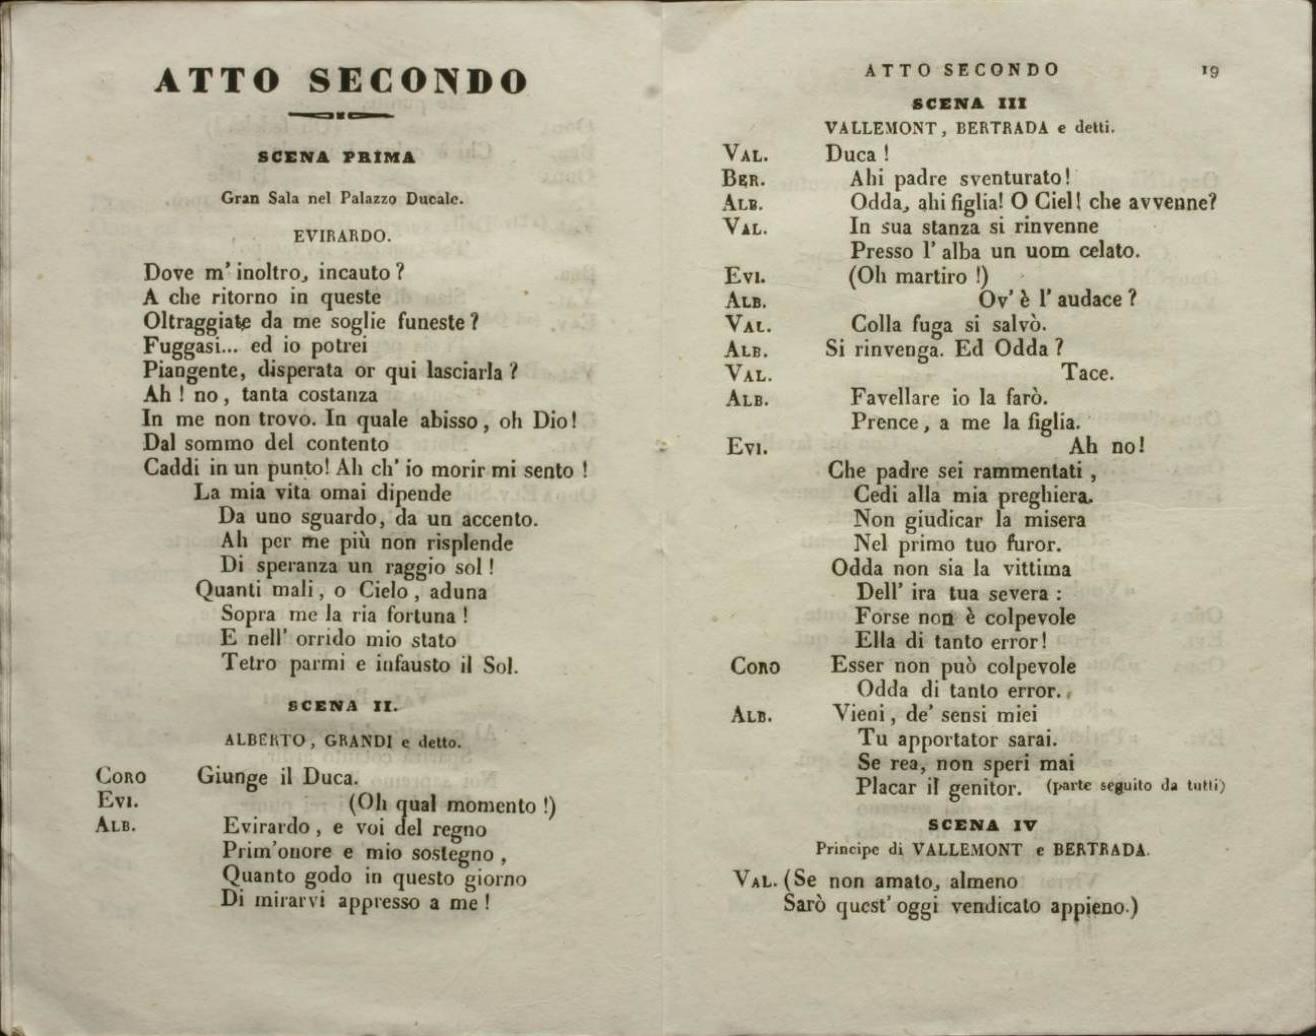 ATTO SECONDO
SCENA PRIMA
Gran Sala nel Palazzo Ducale.
EVIRARDO.
Dove m' inoltro, incauto ?
A che ritorno in queste
Oltraggiate da me soglie funeste ?
Fuggasi... ed io potrei
Piangente, disperata or qui lasciarla ?
Ah ! no, tanta costanza
In me non trovo. In quale abisso, oh Dio!
Dal sommo del contento
Caddi in un punto! Ah ch' io morir mi sento !
La mia vita omai dipende
Da uno sguardo, da un accento.
Ah per me più non risplende
Di speranza un raggio sol !
Quanti mali, o Cielo, aduna
Sopra me la ria fortuna !
E nell' orrido mio stato
Tetro parmi e infausto il Sol.
SCENA II.
ALBERTO, GRANDI e detto.
CORO Giunge il Duca.
EVI. (Oh qual momento !)
ALB. Evirardo, e voi del regno
Prim'onore e mio sostegno,
Quanto godo in questo giorno
Di mirarvi appresso a me !
ATTO SECONDO 19
SCENA III
VALLEMONT, BERTRADA e detti.
VAL. Duca !
BER. Ahi padre sventurato!
ALB. Odda, ahi figlia! O Ciel! che avvenne?
VAL. In sua stanza si rinvenne
Presso l' alba un uom celato.
EVI. (Oh martiro !)
ALB. Ov' è l' audace ?
VAL. Colla fuga si salvò.
ALB. Si rinvenga. Ed Odda ?
VAL. Tace.
ALB. Favellare io la farò.
Prence, a me la figlia.
EVI. Ah no!
Che padre sei rammentati,
Cedi alla mia preghiera.
Non giudicar la misera
Nel primo tuo furor.
Odda non sia la vittima
Dell' ira tua severa :
Forse non è colpevole
Ella di tanto error!
CORO Esser non può colpevole
Odda di tanto error.
ALB. Vieni, de' sensi miei
Tu apportator sarai.
Se rea, non speri mai
Placar il genitor. (parte seguito da tutti)
SCENA IV
Principe di VALLEMONT e BERTRADA.
VAL. (Se non amato, almeno
Sarò quest' oggi vendicato appieno.)